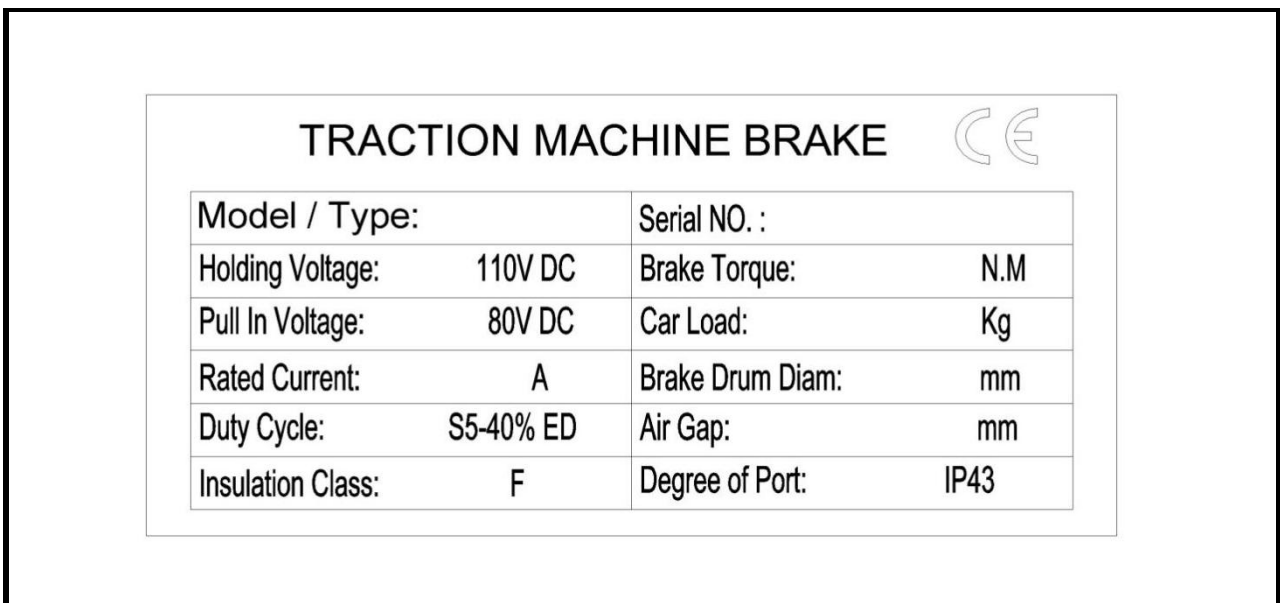 TRACTION MACHINE BRAKE CE
Model / Type: Serial NO. :
Holding Voltage: 110V DC Brake Torque: N.M
Pull In Voltage: 80V DC Car Load: Kg
Rated Current: A Brake Drum Diam: mm
Duty Cycle: S5-40% ED Air Gap: mm
Insulation Class: F Degree of Port: IP43